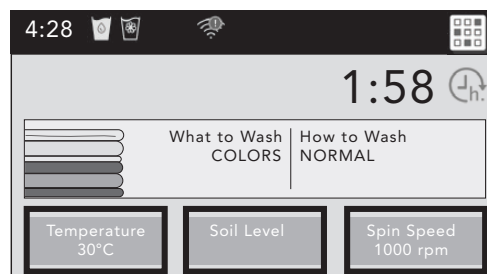 4:28
1:58 h.
What to Wash How to Wash
COLORS NORMAL
Temperature Soil Level Spin Speed
30°C 1000 rpm